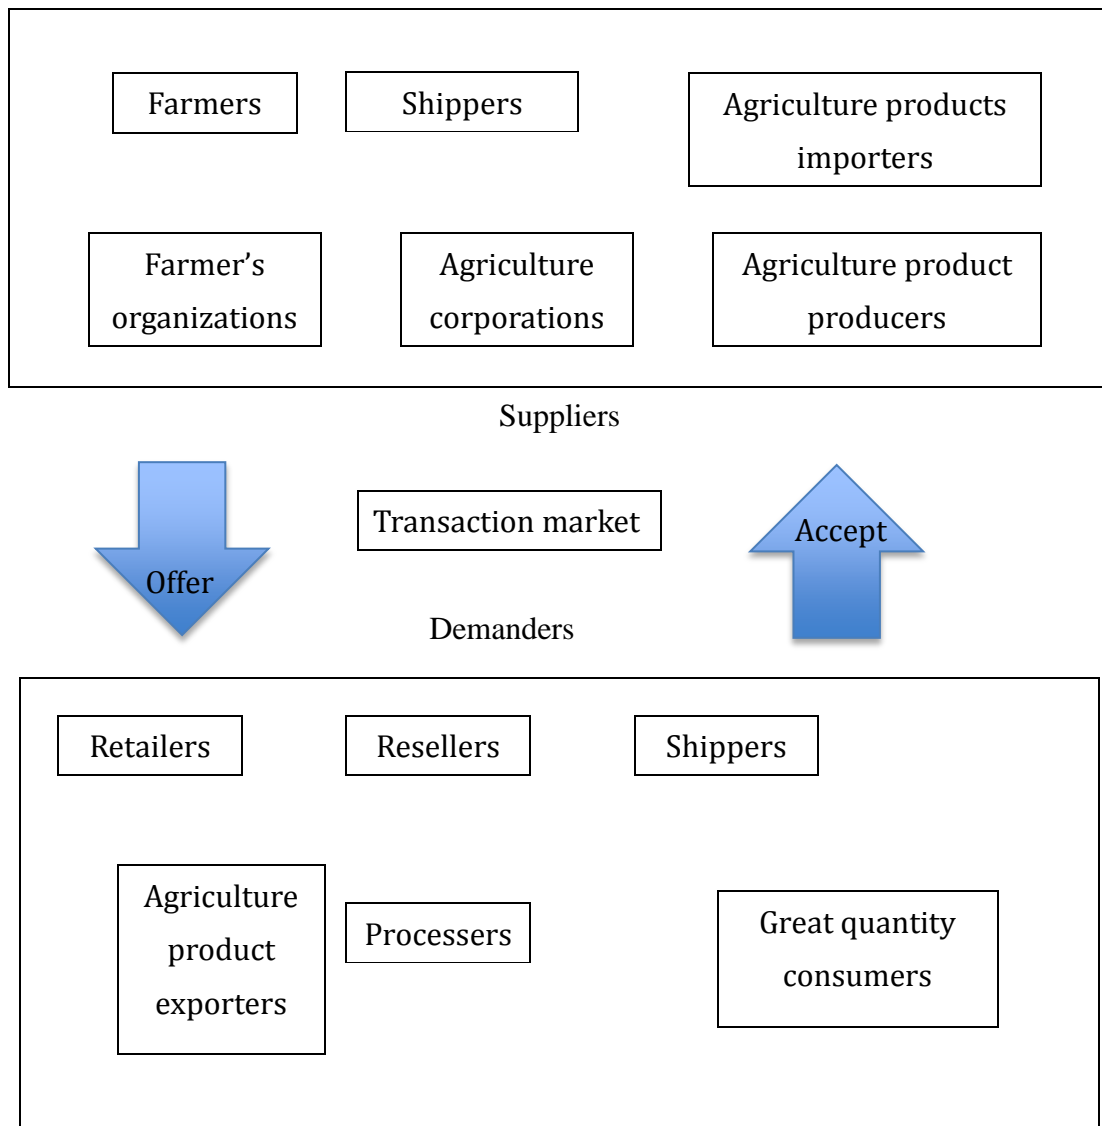 Farmers
Shippers
Agriculture products
importers
Farmer’s
organizations
Agriculture
corporations
Agriculture product
producers
Suppliers
Offer
Transaction market
Accept
Demanders
Retailers
Resellers
Shippers
Agriculture
product
exporters
Processers
Great quantity
consumers